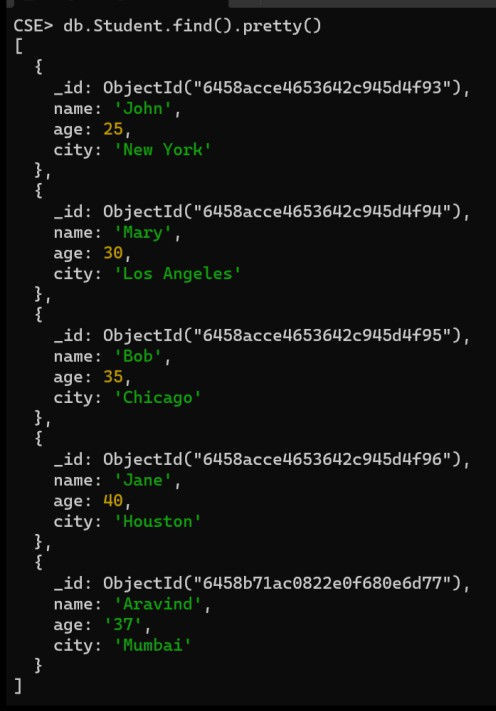 CSE> db.Student.find().pretty()
[
  {
    _id: ObjectId("6458acce4653642c945d4f93"),
    name: 'John',
    age: 25,
    city: 'New York'
  },
  {
    _id: ObjectId("6458acce4653642c945d4f94"),
    name: 'Mary',
    age: 30,
    city: 'Los Angeles'
  },
  {
    _id: ObjectId("6458acce4653642c945d4f95"),
    name: 'Bob',
    age: 35,
    city: 'Chicago'
  },
  {
    _id: ObjectId("6458acce4653642c945d4f96"),
    name: 'Jane',
    age: 40,
    city: 'Houston'
  },
  {
    _id: ObjectId("6458b71ac0822e0f680e6d77"),
    name: 'Aravind',
    age: '37',
    city: 'Mumbai'
  }
]